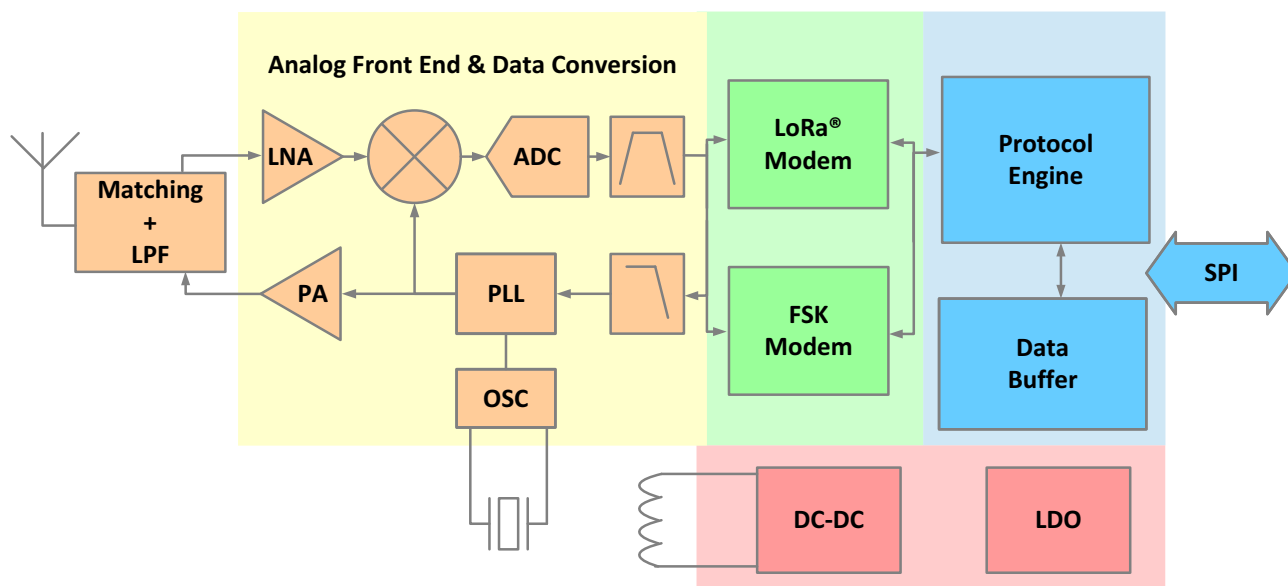 Analog Front End & Data Conversion
LNA
ADC
LoRa®
Modem
Protocol
Engine
Matching
+
LPF
PA
PLL
FSK
Modem
SPI
Data
Buffer
OSC
DC-DC
LDO